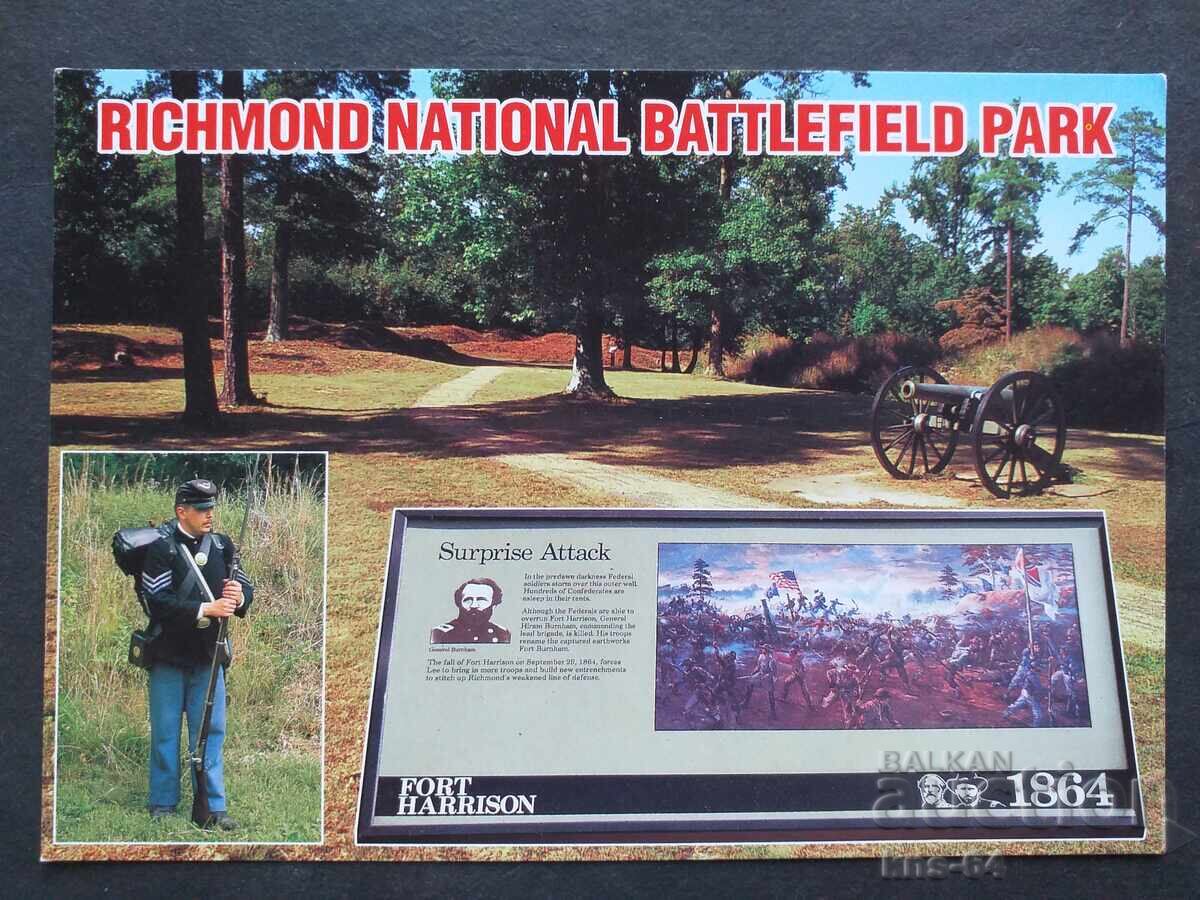 RICHMOND NATIONAL BATTLEFIELD PARK
Surprise Attack
In the predawn darkness Federal
soldiers storm over this outer wall.
Hundreds of Confederates are
asleep in their tents.
Although the Federals are able to
overrun Fort Harrison, General
Hiram Burnham, commanding the
lead brigade, is killed. His troops
rename the captured earthworks
Fort Burnham.
General Burnham
The fall of Fort Harrison on September 29, 1864, forces
Lee to bring in more troops and build new entrenchments
to stitch up Richmond's weakened line of defense.
FORT
HARRISON
1864
BALKAN
auction
kns-64